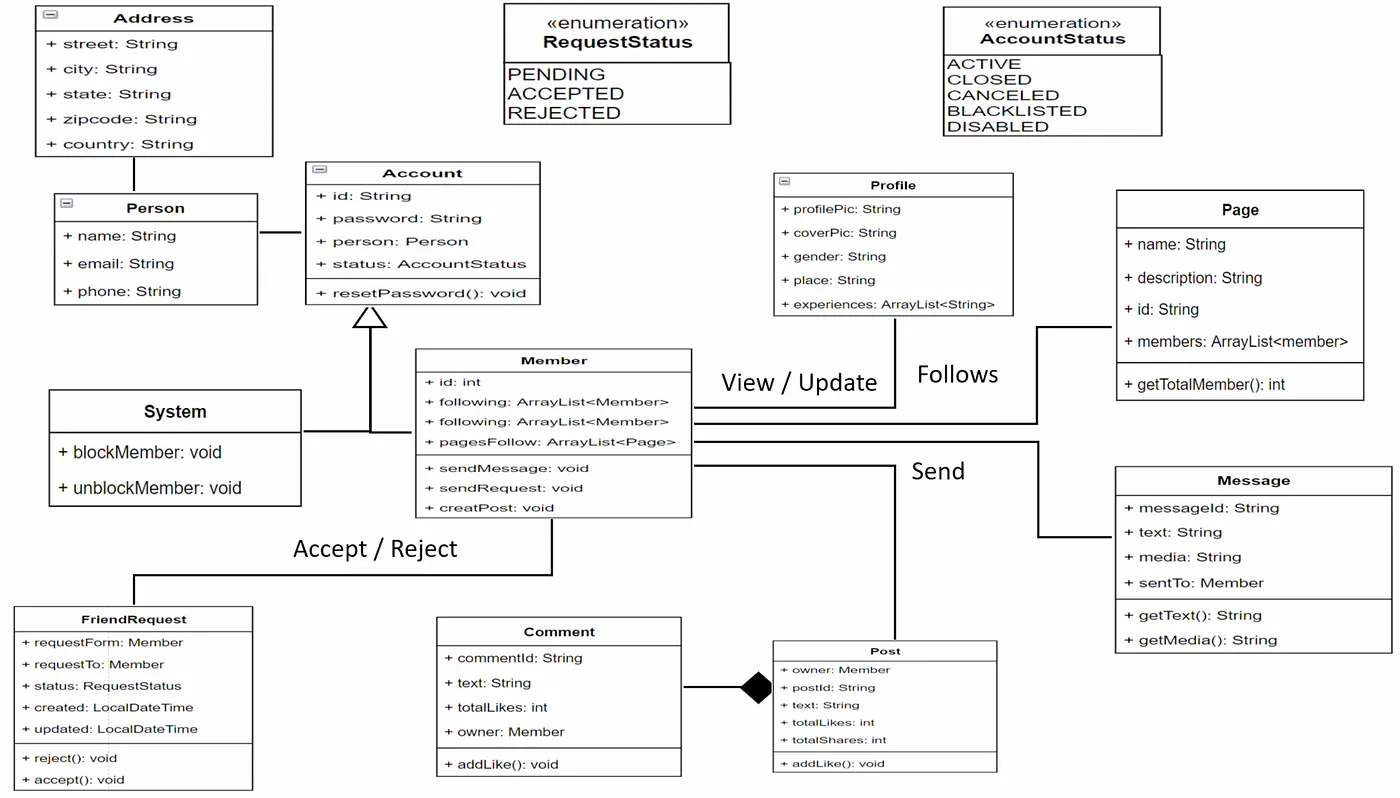 Address
+ street: String
+ city: String
+ state: String
+ zipcode: String
+ country: String
«enumeration»
RequestStatus
PENDING
ACCEPTED
REJECTED
«enumeration»
AccountStatus
ACTIVE
CLOSED
CANCELED
BLACKLISTED
DISABLED
Person
+ name: String
+ email: String
+ phone: String
Account
+ id: String
+ password: String
+ person: Person
+ status: AccountStatus
+ resetPassword(): void
Profile
+ profilePic: String
+ coverPic: String
+ gender: String
+ place: String
+ experiences: ArrayList<String>
Page
+ name: String
+ description: String
+ id: String
+ members: ArrayList<member>
+ getTotalMember(): int
System
+ blockMember: void
+ unblockMember: void
Member
+ id: int
+ following: ArrayList<Member>
+ following: ArrayList<Member>
+ pagesFollow: ArrayList<Page>
+ sendMessage: void
+ sendRequest: void
+ creatPost: void
View / Update
Follows
Send
Accept / Reject
Message
+ messageId: String
+ text: String
+ media: String
+ sentTo: Member
+ getText(): String
+ getMedia(): String
FriendRequest
+ requestForm: Member
+ requestTo: Member
+ status: RequestStatus
+ created: LocalDateTime
+ updated: LocalDateTime
+ reject(): void
+ accept(): void
Comment
+ commentId: String
+ text: String
+ totalLikes: int
+ owner: Member
+ addLike(): void
Post
+ owner: Member
+ postId: String
+ text: String
+ totalLikes: int
+ totalShares: int
+ addLike(): void